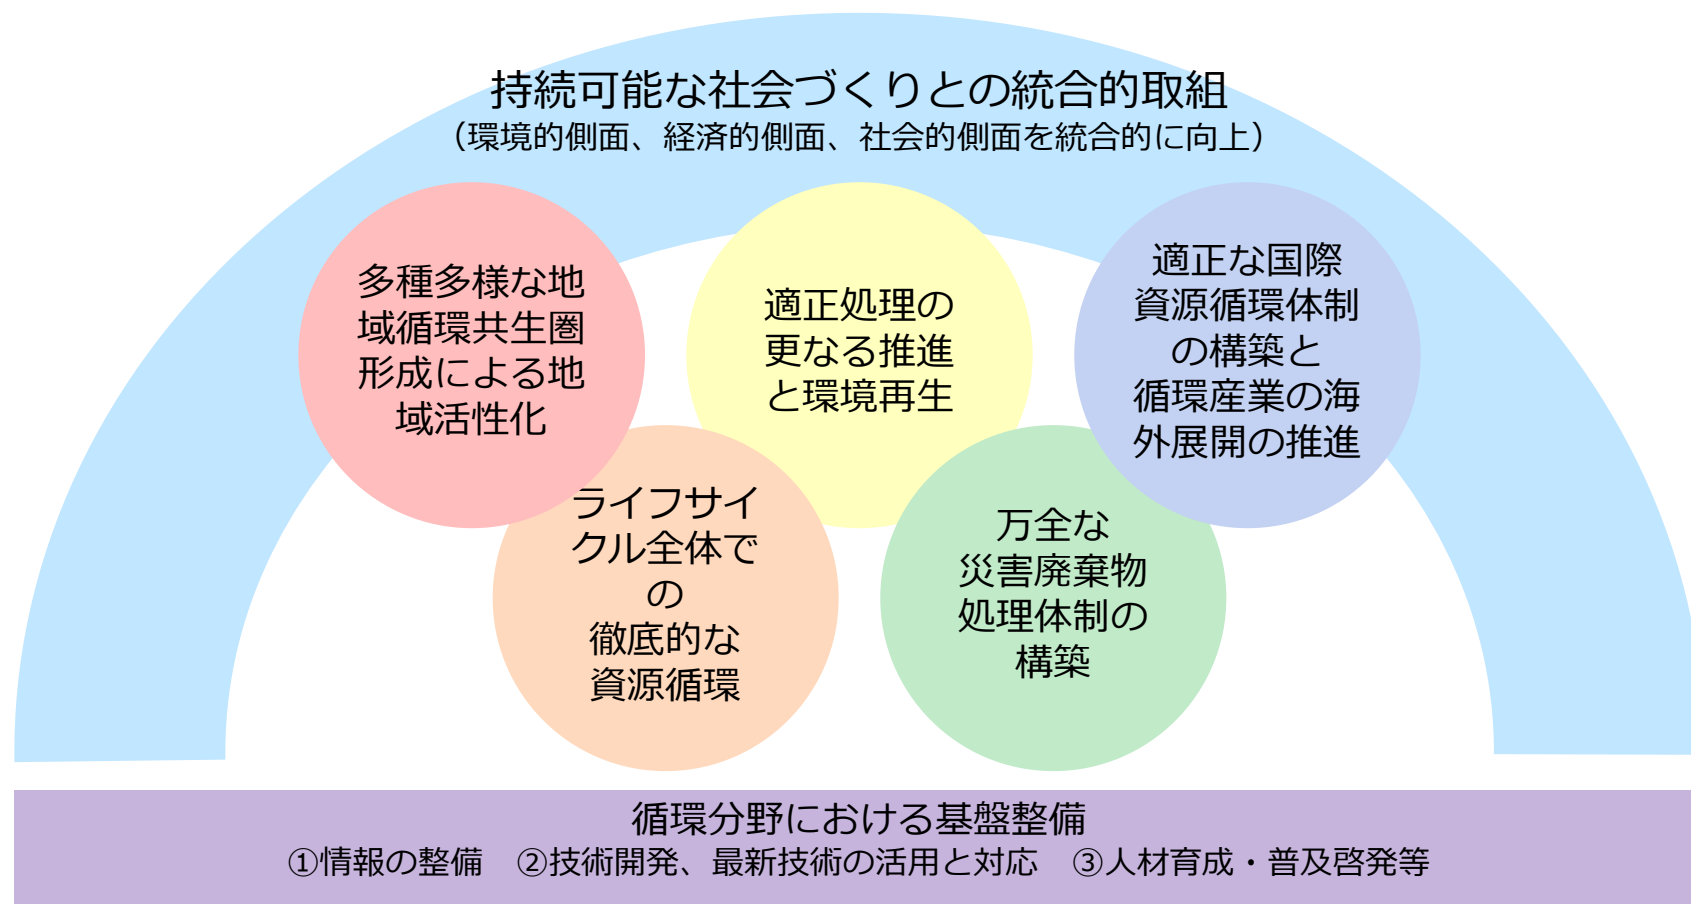 持続可能な社会づくりとの統合的取組
（環境的側面、経済的側面、社会的側面を統合的に向上）
多種多様な地
域循環共生圏
形成による地
域活性化
適正処理の
更なる推進
と環境再生
適正な国際
資源循環体制
の構築と
循環産業の海
外展開の推進
ライフサイ
クル全体で
の
徹底的な
資源循環
万全な
災害廃棄物
処理体制の
構築
循環分野における基盤整備
①情報の整備　②技術開発、最新技術の活用と対応　③人材育成・普及啓発等